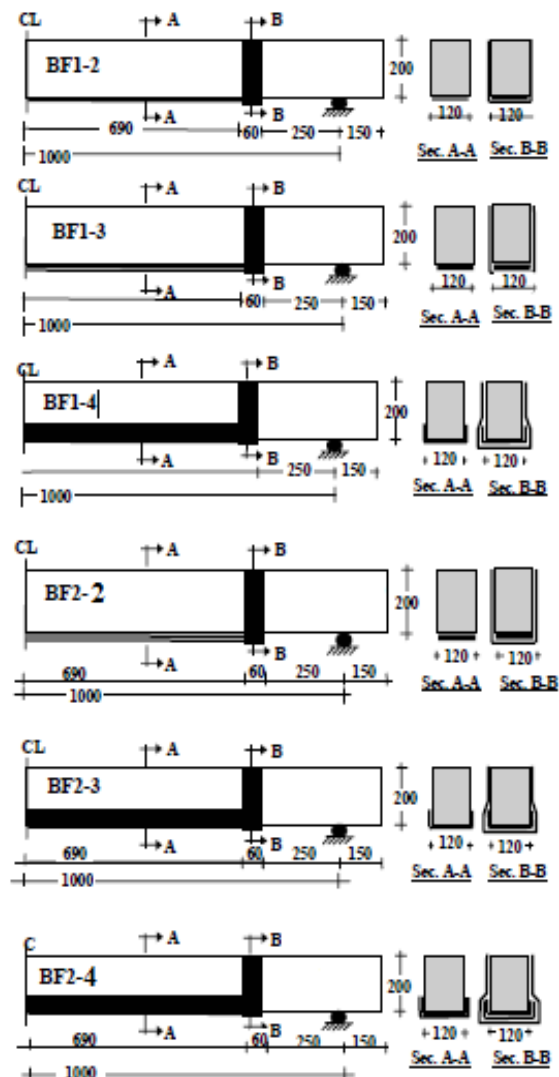 CL A B
BF1-2
200
A B
690 60 250 150 120 120
1000 Sec. A-A Sec. B-B
CL A B
BF1-3
200
A B
60 250 150 120 120
1000 Sec. A-A Sec. B-B
CL A B
BF1-4
200
A B
250 150 120 120
1000 Sec. A-A Sec. B-B
CL A B
BF2-2
200
A B
690 60 250 150 120 120
1000 Sec. A-A Sec. B-B
CL A B
BF2-3
200
A B
690 60 250 150 120 120
1000 Sec. A-A Sec. B-B
C A B
BF2-4
200
A B
690 60 250 150 120 120
1000 Sec. A-A Sec. B-B